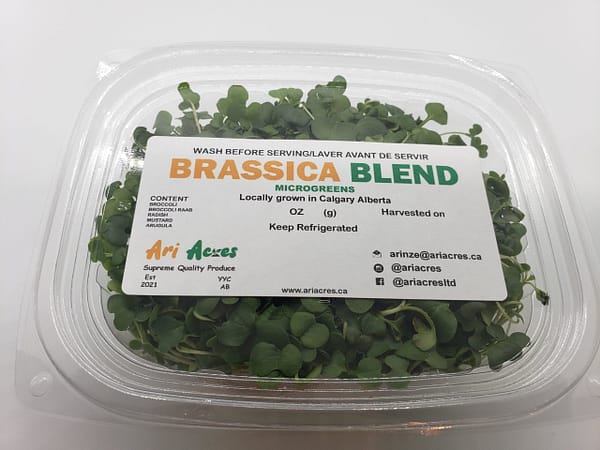 WASH BEFORE SERVING/LAVER AVANT DE SERVIR
BRASSICA BLEND
MICROGREENS
Locally grown in Calgary Alberta
OZ (g) Harvested on
Keep Refrigerated
CONTENT
BROCCOLI
BROCCOLI RAAB
RADISH
MUSTARD
ARUGULA
Ari Acres
Supreme Quality Produce
Est YYC
2021 AB
arinze@ariacres.ca
@ariacres
@ariacresltd
www.ariacres.ca